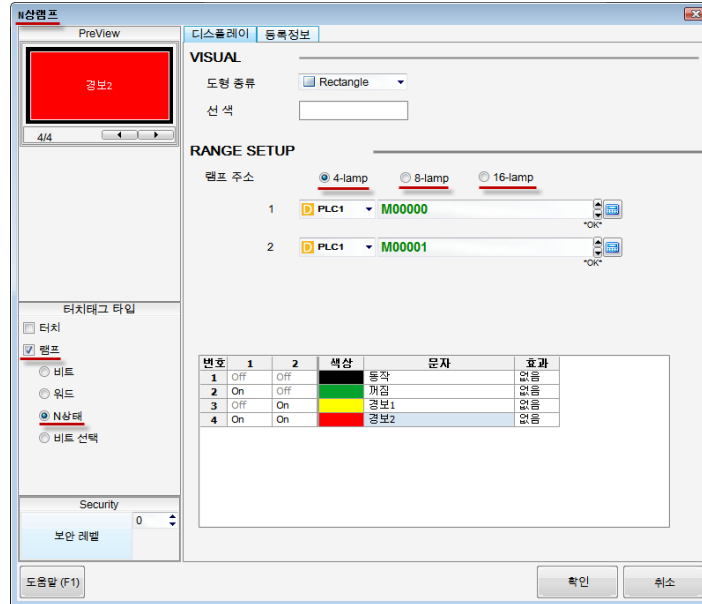 N상램프
PreView
경보2
4/4
터치태그 타입
터치
램프
비트
워드
N상태
비트 선택
Security
보안 레벨
0
도움말 (F1)
디스플레이 등록정보
VISUAL
도형 종류 Rectangle
선 색
RANGE SETUP
램프 주소 4-lamp 8-lamp 16-lamp
1 D PLC1 M00000
*OK*
2 D PLC1 M00001
*OK*
번호 1 2 색상 문자 효과
1 Off Off 동작 없음
2 On Off 꺼짐 없음
3 Off On 경보1 없음
4 On On 경보2 없음
확인 취소